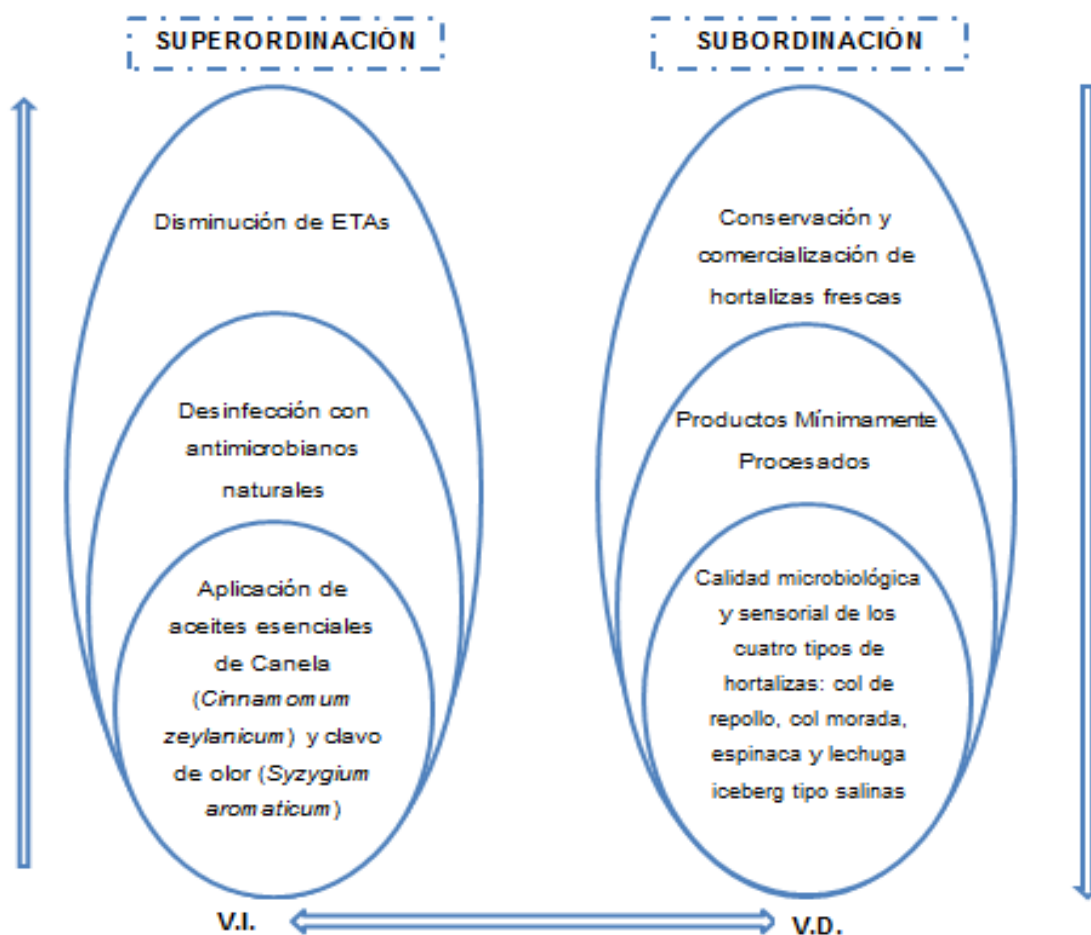 SUPERORDINACIÓN
Disminución de ETAs
Desinfección con
antimicrobianos
naturales
Aplicación de
aceites esenciales
de Canela
(Cinnamomum
zeylanicum) y clavo
de olor (Syzygium
aromaticum)
V.I.
SUBORDINACIÓN
Conservación y
comercialización de
hortalizas frescas
Productos Mínimamente
Procesados
Calidad microbiológica
y sensorial de los
cuatro tipos de
hortalizas: col de
repollo, col morada,
espinaca y lechuga
iceberg tipo salinas
V.D.